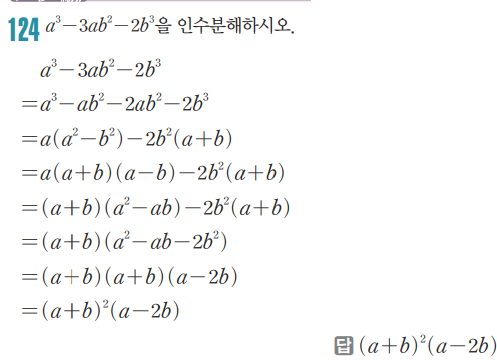 124 a³-3ab²-2b³을 인수분해하시오.
a³-3ab²-2b³
=a³-ab²-2ab²-2b³
=a(a²-b²)-2b²(a+b)
=a(a+b)(a-b)-2b²(a+b)
=(a+b)(a²-ab)-2b²(a+b)
=(a+b)(a²-ab-2b²)
=(a+b)(a+b)(a-2b)
=(a+b)²(a-2b)
답 (a+b)²(a-2b)